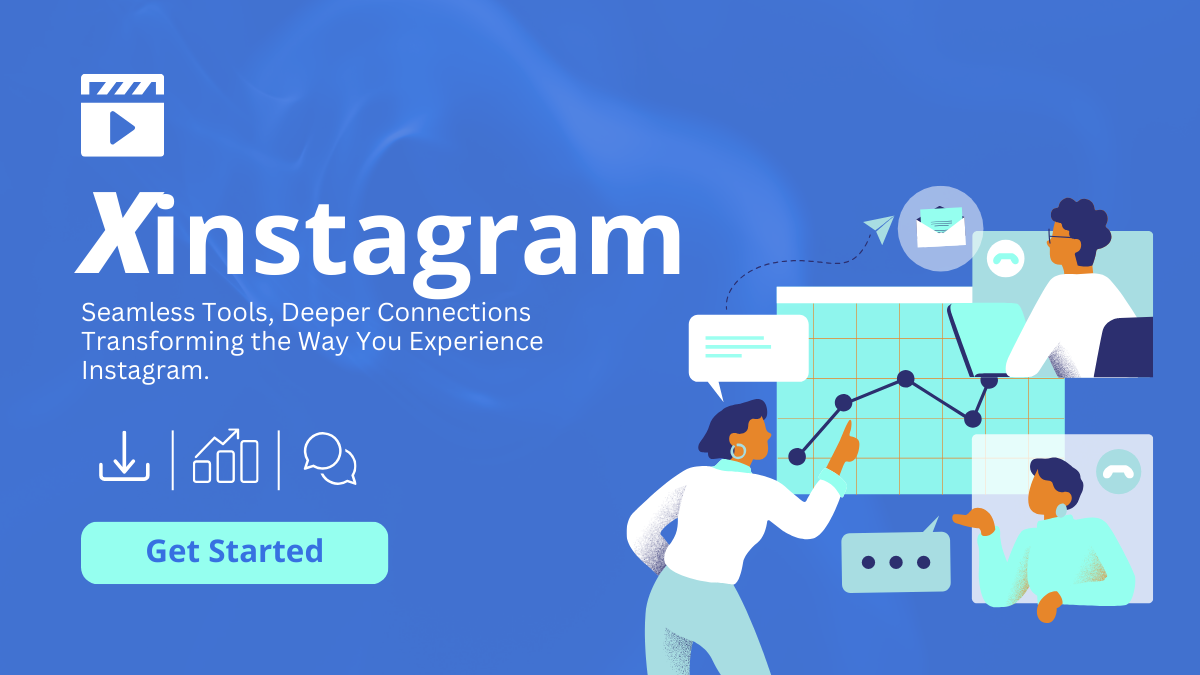 Xinstagram
Seamless Tools, Deeper Connections
Transforming the Way You Experience
Instagram.
Get Started